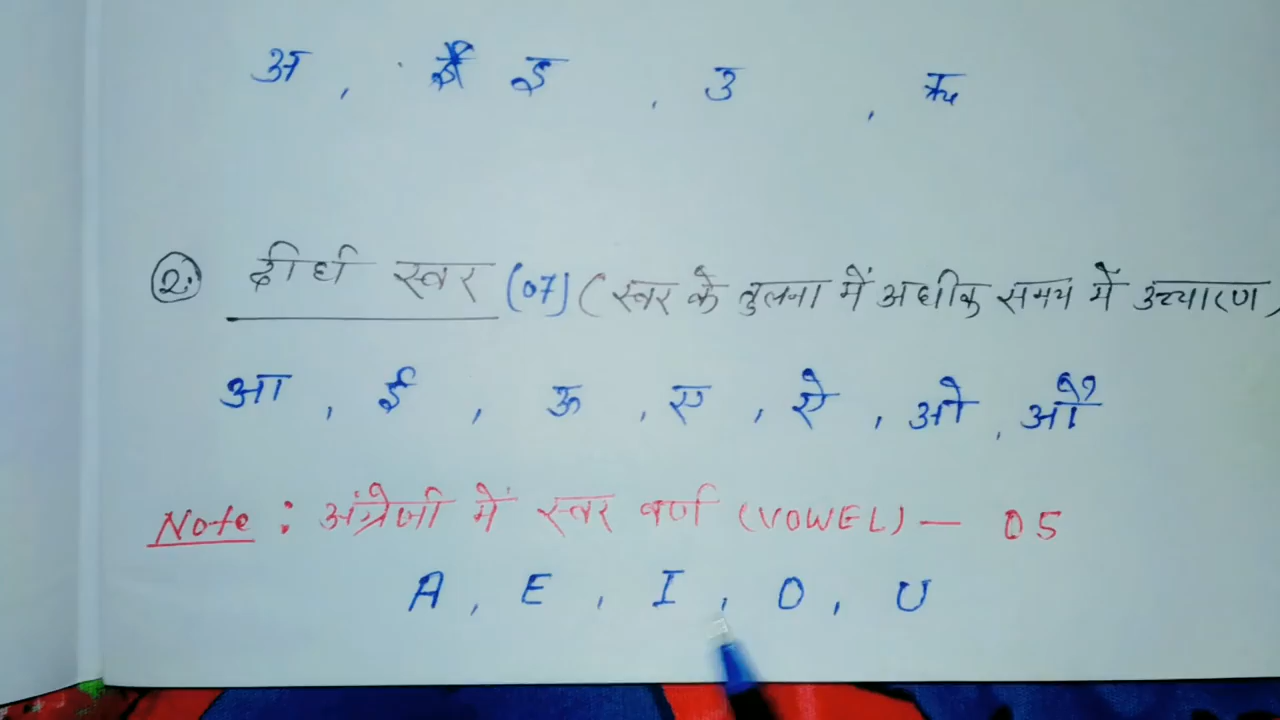 अ , इ , उ , ऋ
2. दीर्घ स्वर (07) (स्वर के तुलना में अधीक समय में उच्चारण)
आ , ई , ऊ , ए , ऐ , ओ , औ
Note : अंग्रेजी में स्वर वर्ण (VOWEL) — 05
A , E , I , O , U